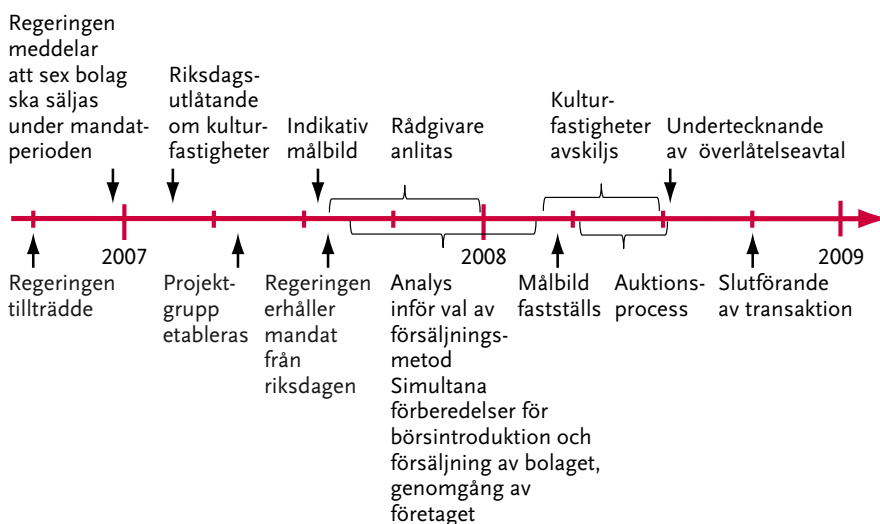 Regeringen
meddelar
att sex bolag
ska säljas
under mandat-
perioden
Riksdags-
utlåtande
om kultur-
fastigheter
Indikativ
målbild
Rådgivare
anlitas
Kultur-
fastigheter
avskiljs
Undertecknande
av överlåtelseavtal
2007
2008
2009
Regeringen
tillträdde
Projekt-
grupp
etableras
Regeringen
erhåller
mandat
från
riksdagen
Analys
inför val av
försäljnings-
metod
Simultana
förberedelser för
börsintroduktion och
försäljning av bolaget,
genomgång av
företaget
Målbild
fastställs
Auktions-
process
Slutförande
av transaktion